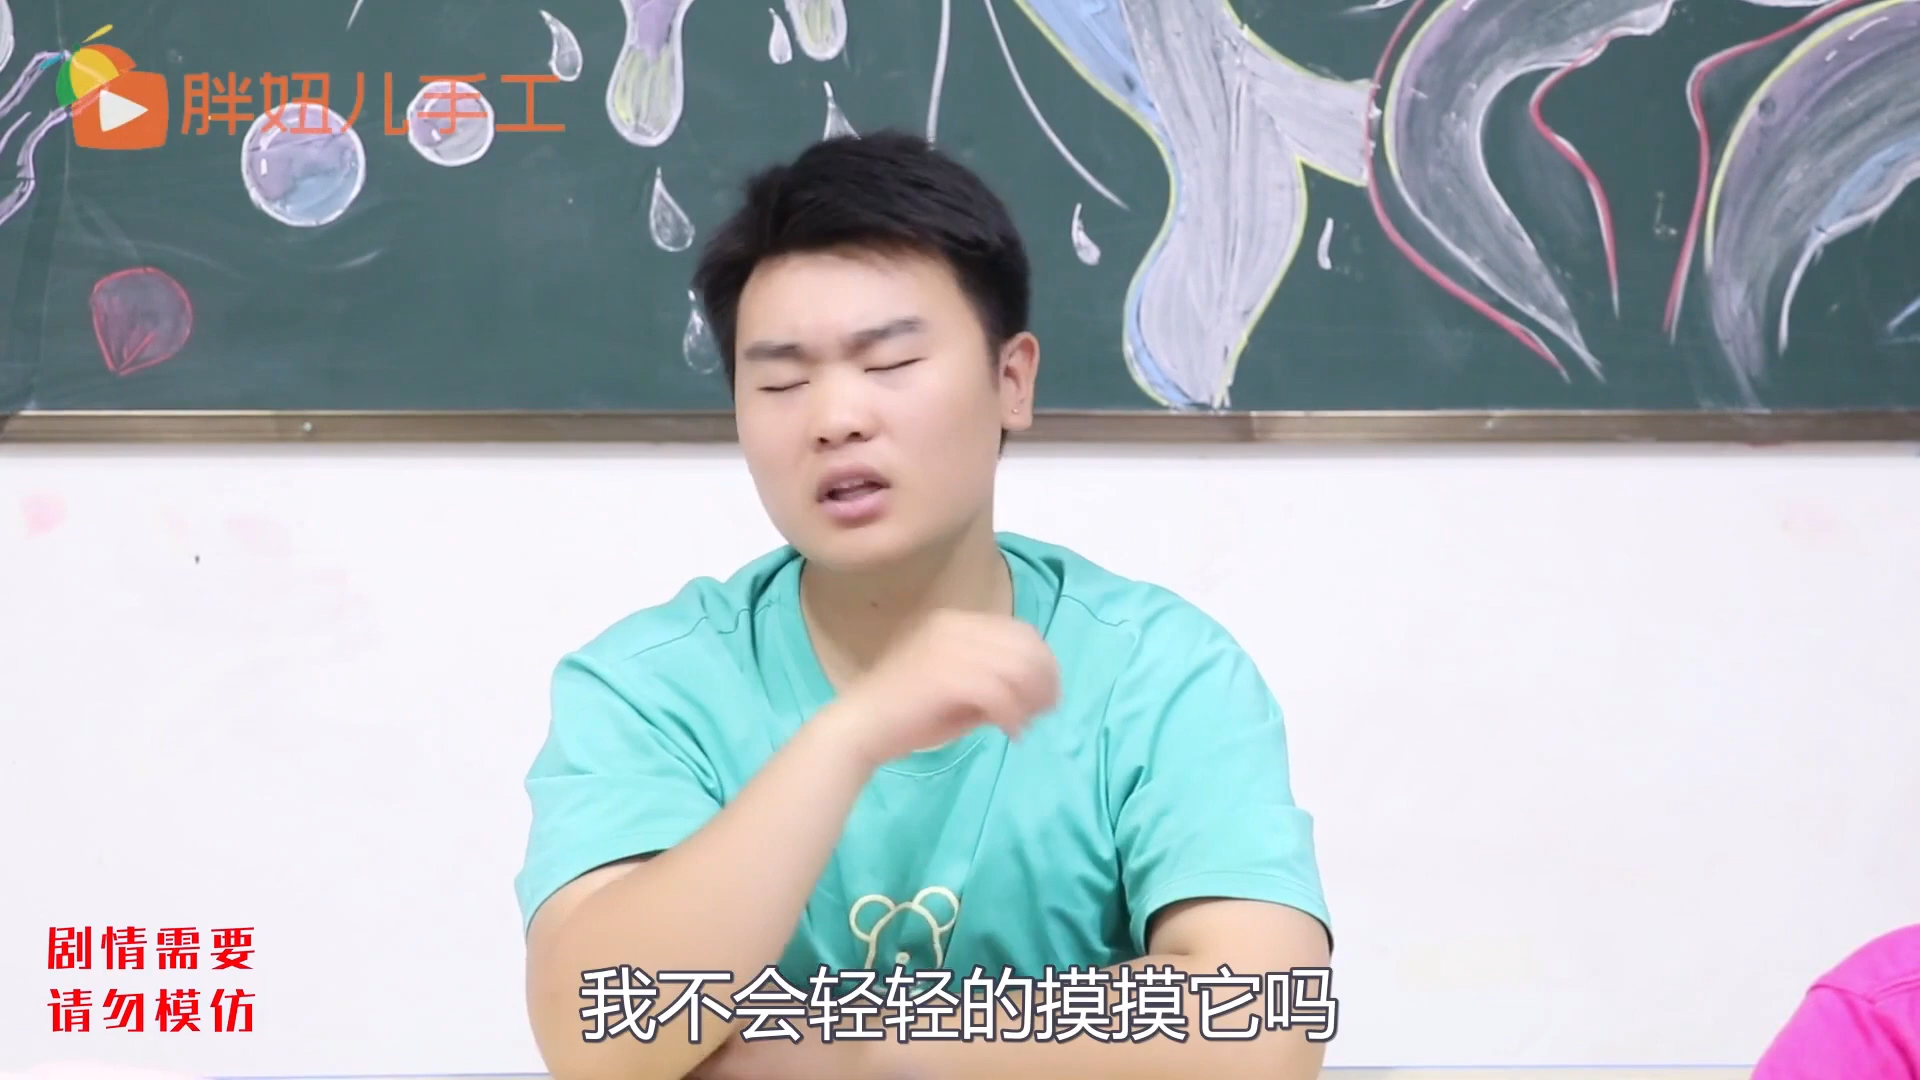 胖妞儿手工
剧情需要
请勿模仿
我不会轻轻的摸摸它吗